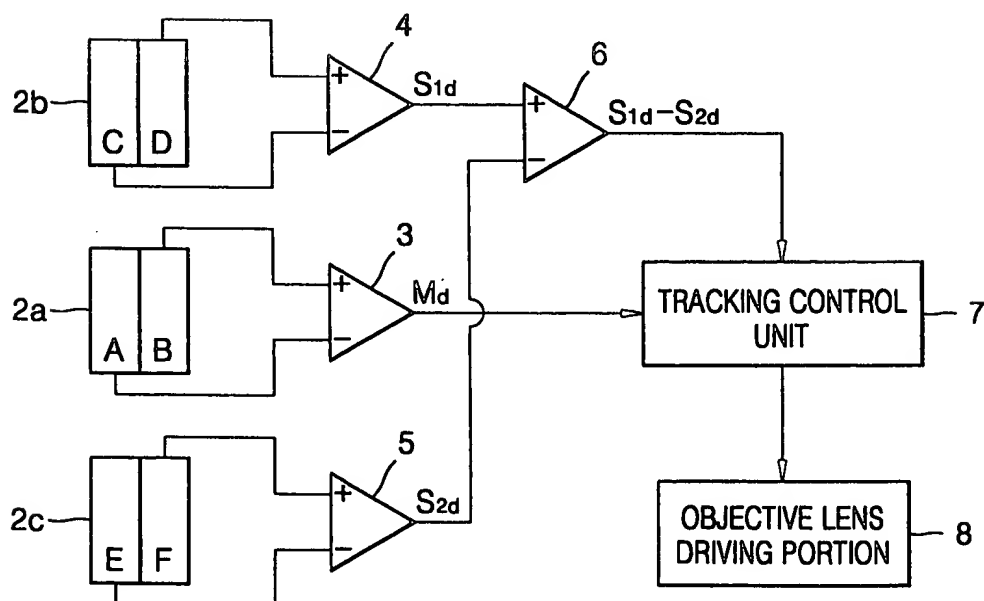 4
6
2b
C D
+
−
S1d
+
−
S1d−S2d
3
2a
A B
+
−
Md
TRACKING CONTROL
UNIT
7
5
2c
E F
+
−
S2d
OBJECTIVE LENS
DRIVING PORTION
8